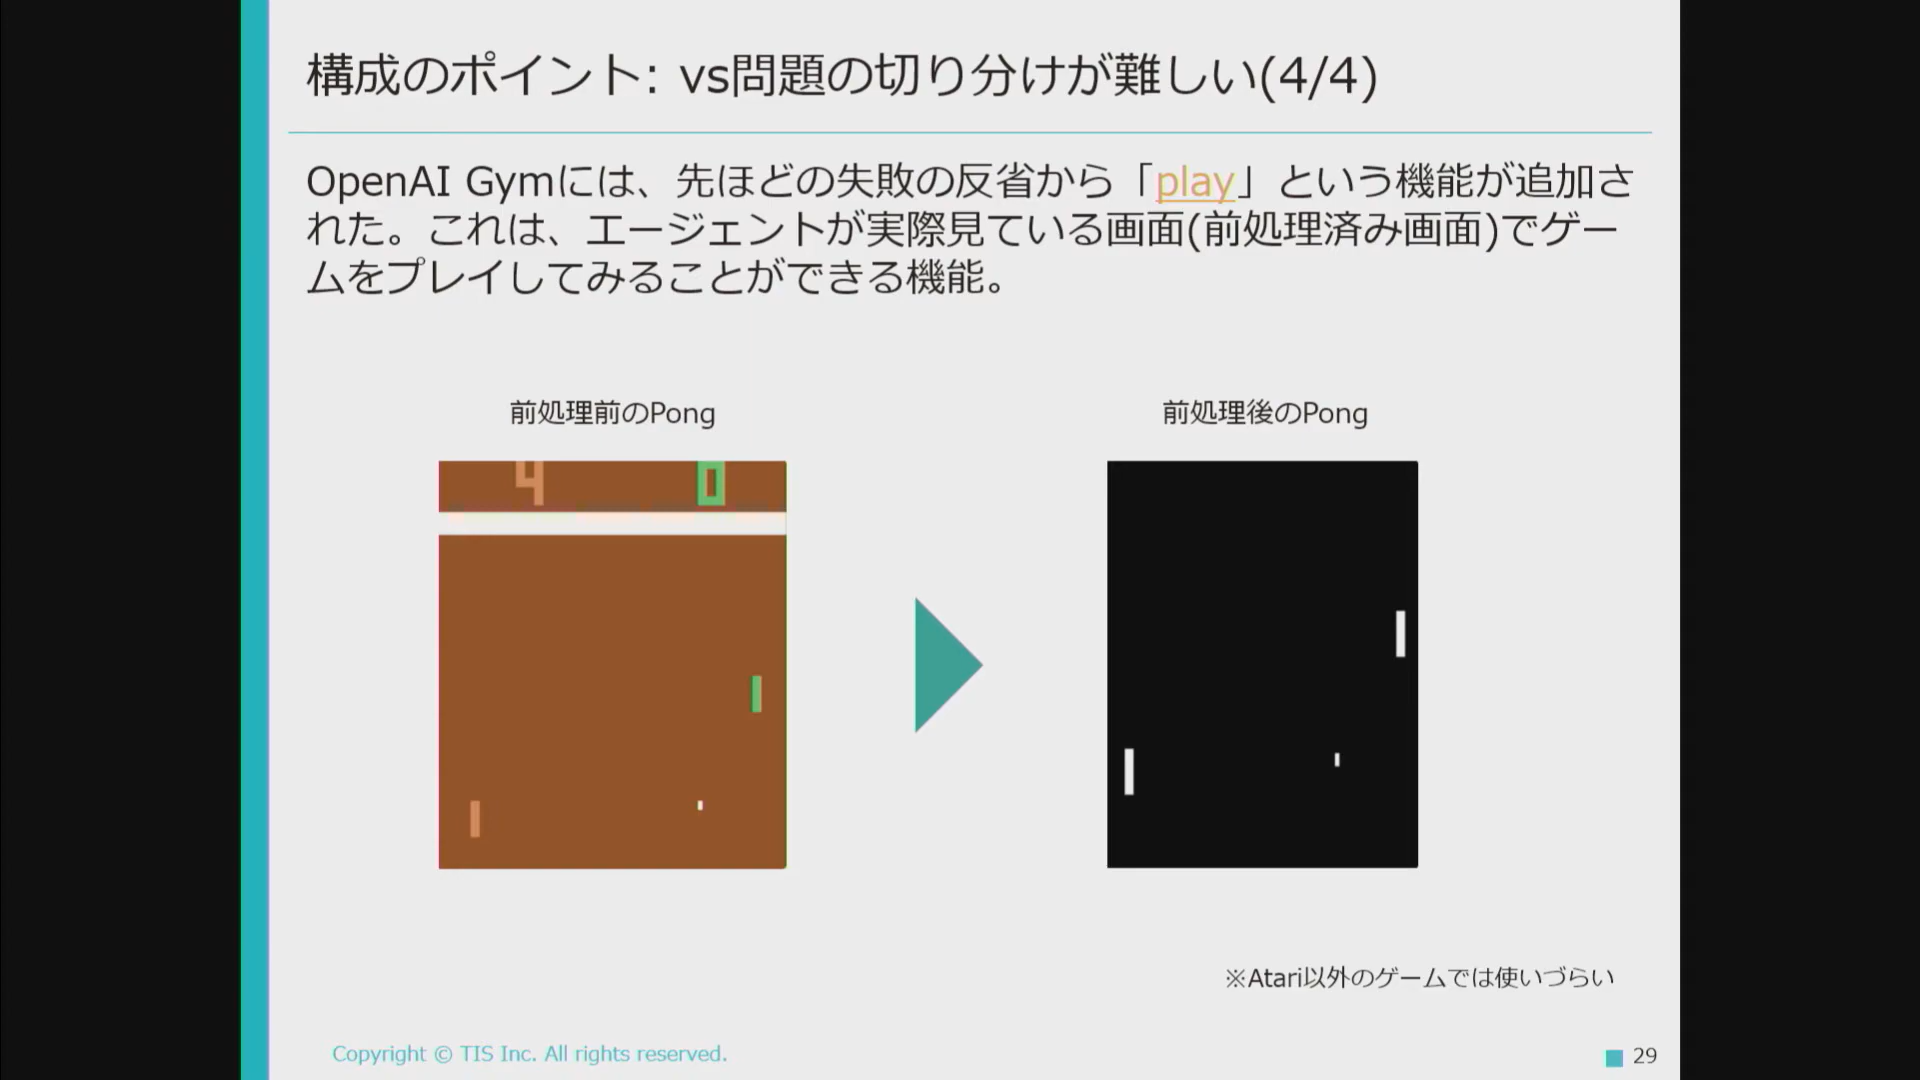 構成のポイント: vs問題の切り分けが難しい(4/4)
OpenAI Gymには、先ほどの失敗の反省から「play」という機能が追加さ
れた。これは、エージェントが実際見ている画面(前処理済み画面)でゲー
ムをプレイしてみることができる機能。
前処理前のPong
前処理後のPong
4 0
※Atari以外のゲームでは使いづらい
Copyright © TIS Inc. All rights reserved.
29